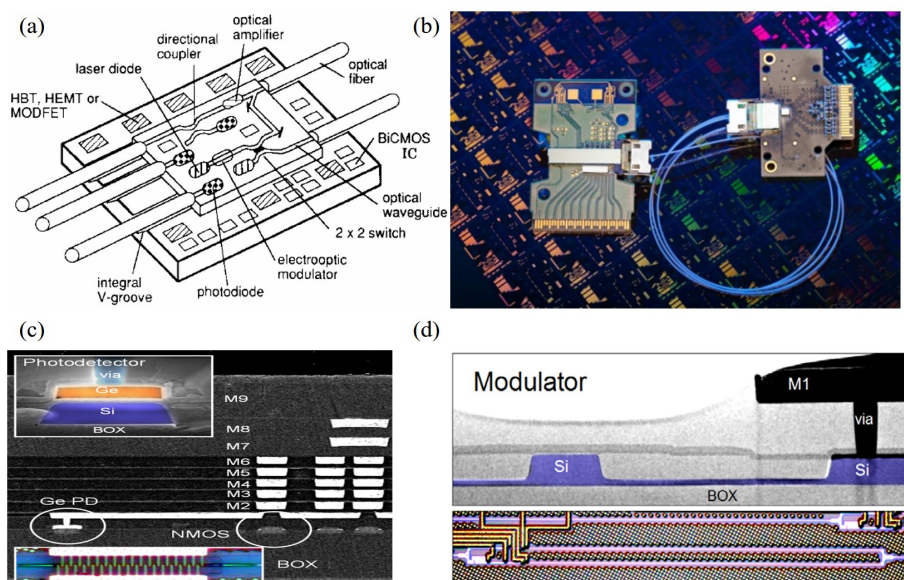 (a)
optical
amplifier
directional
coupler
laser diode
optical
fiber
HBT, HEMT or
MODFET
BiCMOS
IC
optical
waveguide
2 x 2 switch
electrooptic
modulator
photodiode
integral
V-groove
(b)
(c)
Photodetector
via
Ge
Si
BOX
M9
M8
M7
M6
M5
M4
M3
M2
Ge PD
NMOS
BOX
(d)
Modulator
M1
via
Si
Si
BOX